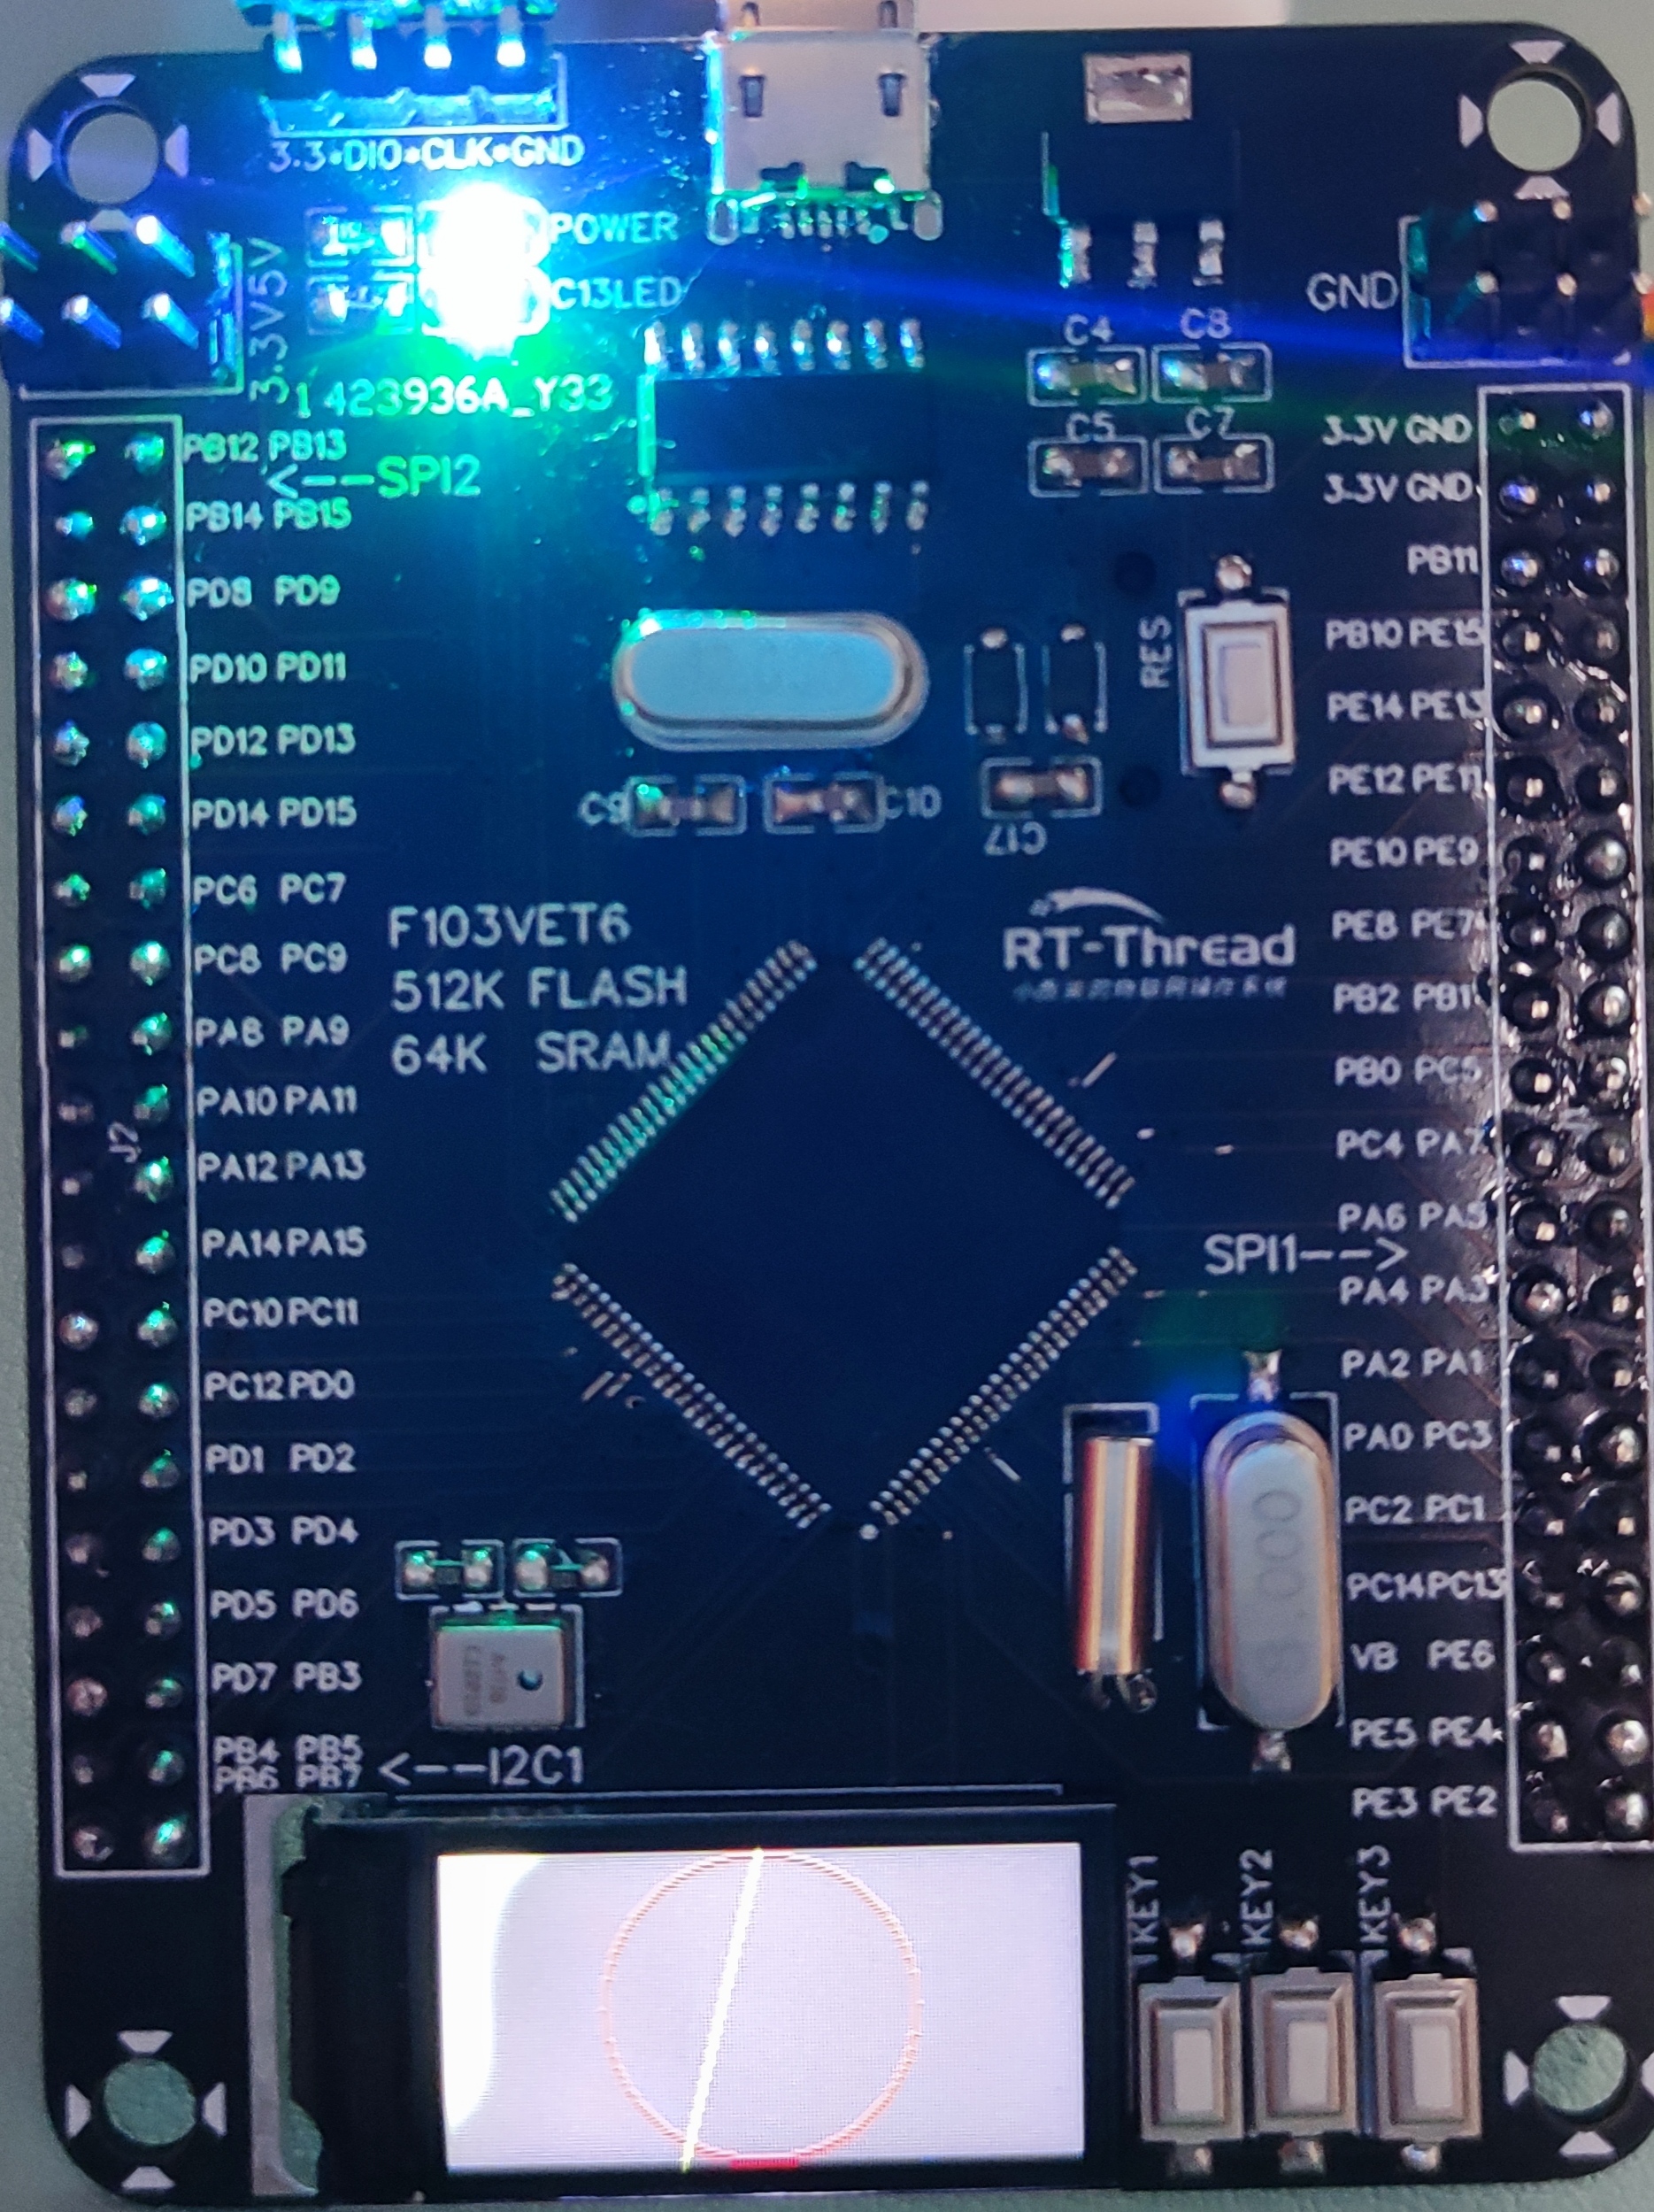 3.3•DIO•CLK•GND
POWER
C13LED
3.3V5V
1423936A_Y33
GND
C4 C8
C5 C7
PB12 PB13
<---SPI2
PB14 PB15
PD8 PD9
PD10 PD11
PD12 PD13
PD14 PD15
PC6 PC7
PC8 PC9
PA8 PA9
PA10 PA11
J2
PA12 PA13
PA14 PA15
PC10 PC11
PC12 PD0
PD1 PD2
PD3 PD4
PD5 PD6
PD7 PB3
PB4 PB5
PB6 PB7
<---I2C1
RES
C9 C10
C17
F103VET6
512K FLASH
64K SRAM
RT-Thread
3.3V GND
3.3V GND
PB11
PB10 PE15
PE14 PE13
PE12 PE11
PE10 PE9
PE8 PE7
PB2 PB1
PB0 PC5
PC4 PA7
PA6 PA5
SPI1-->
PA4 PA3
PA2 PA1
PA0 PC3
PC2 PC1
PC14 PC13
VB PE6
PE5 PE4
PE3 PE2
8.000
KEY1
KEY2
KEY3